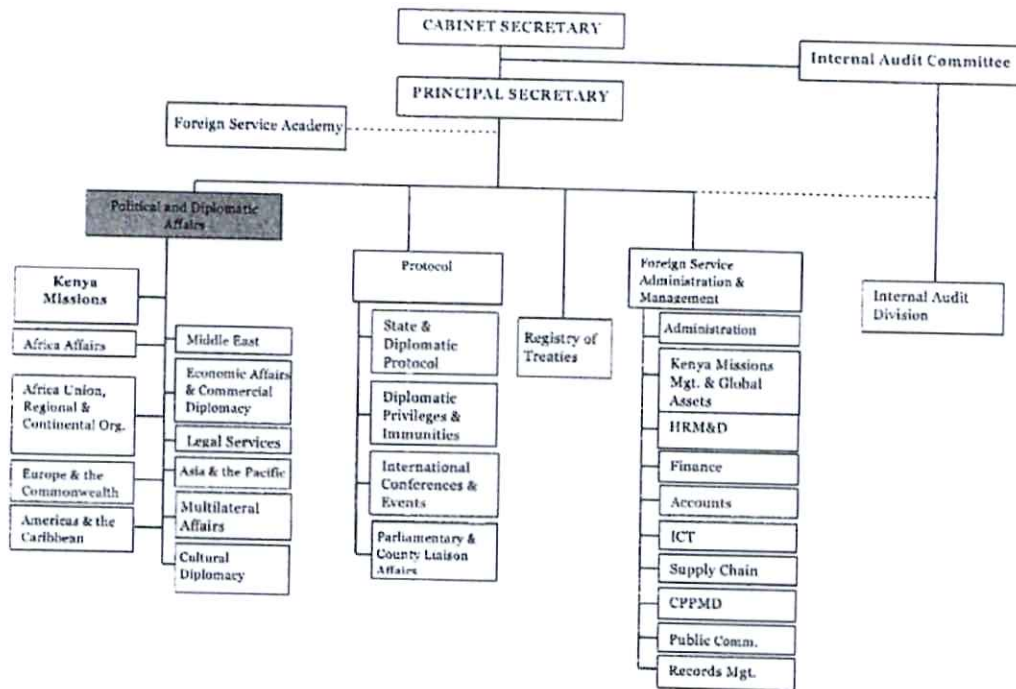 CABINET SECRETARY
Internal Audit Committee
PRINCIPAL SECRETARY
Foreign Service Academy
Political and Diplomatic
Affairs
Kenya
Missions
Africa Affairs
Africa Union,
Regional &
Continental Org.
Europe & the
Commonwealth
Americas & the
Caribbean
Middle East
Economic Affairs
& Commercial
Diplomacy
Legal Services
Asia & the Pacific
Multilateral
Affairs
Cultural
Diplomacy
Protocol
State &
Diplomatic
Protocol
Diplomatic
Privileges &
Immunities
International
Conferences &
Events
Parliamentary &
County Liaison
Affairs
Registry of
Treaties
Foreign Service
Administration &
Management
Administration
Kenya Missions
Mgt. & Global
Assets
HRM&D
Finance
Accounts
ICT
Supply Chain
CPPMD
Public Comm.
Records Mgt.
Internal Audit
Division